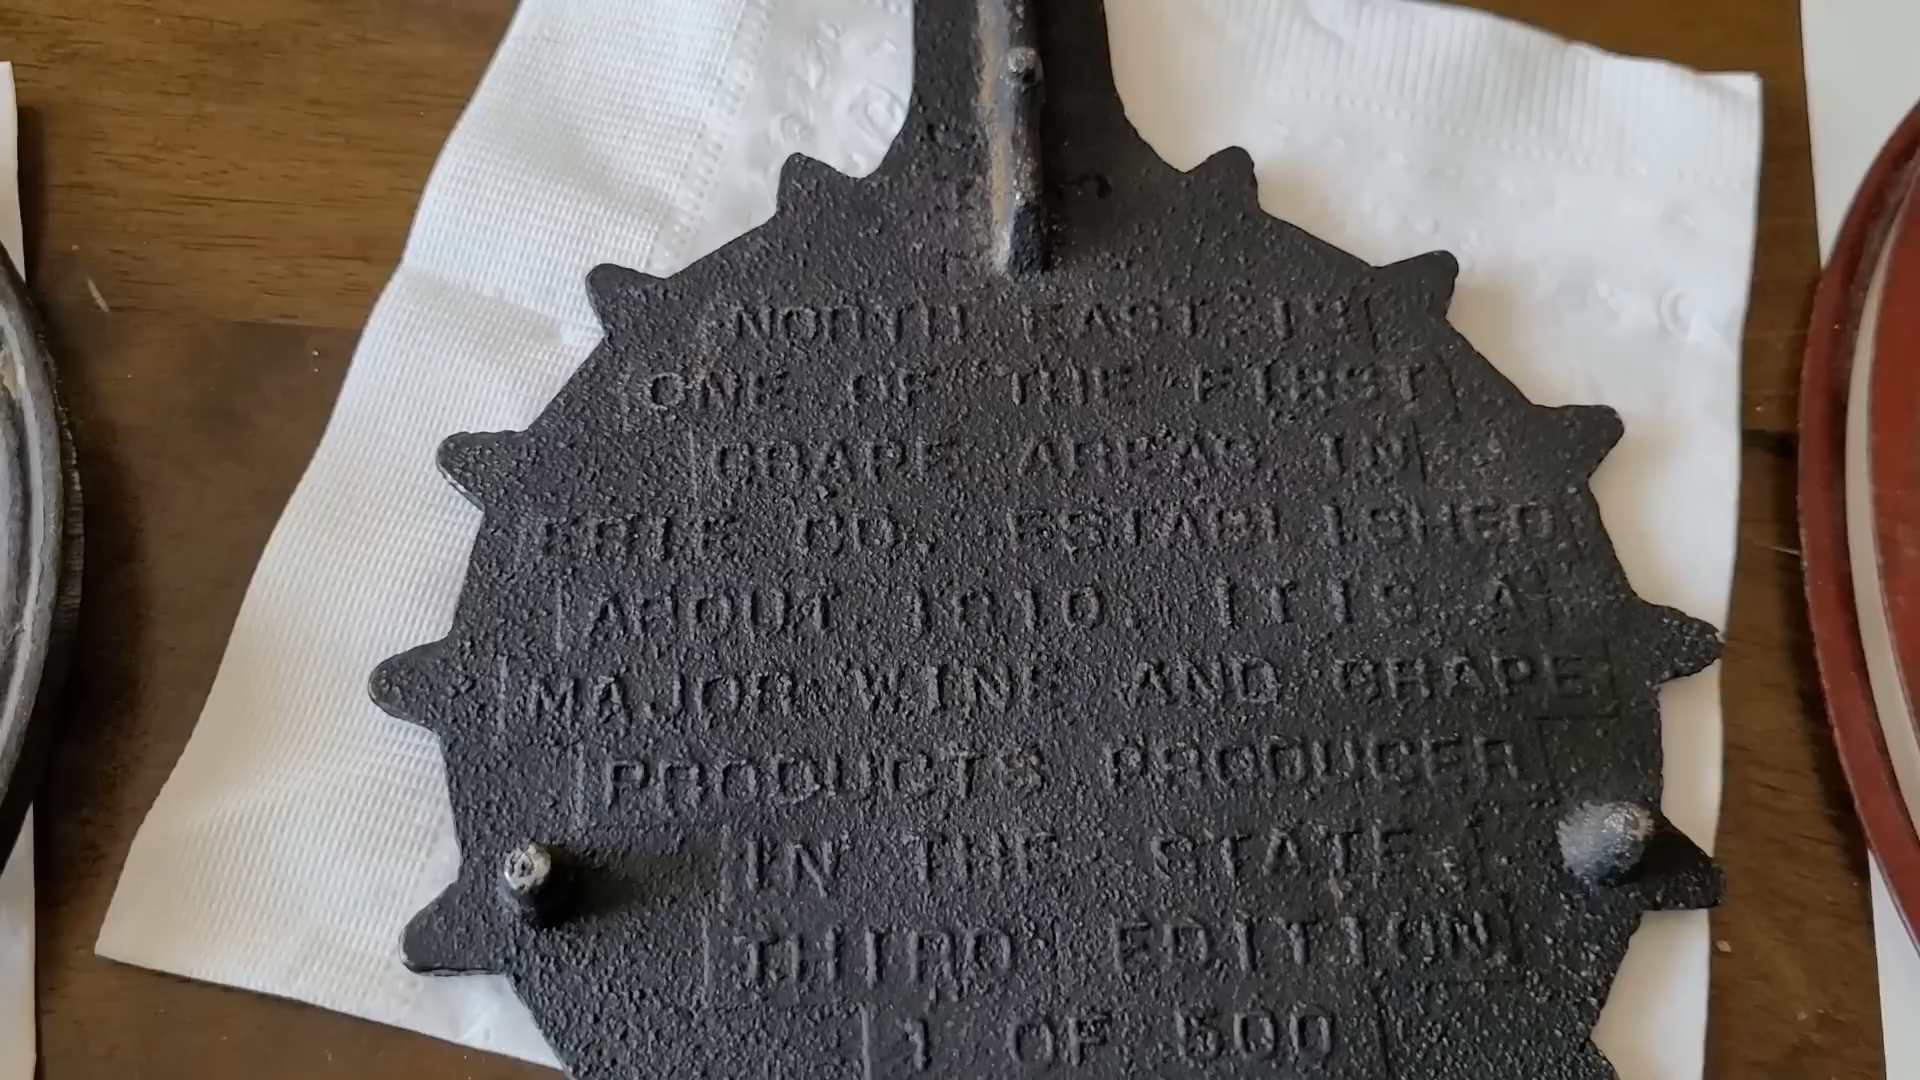 NORTH EAST IS
ONE OF THE FIRST
GRAPE AREAS IN
ERIE CO. ESTABLISHED
ABOUT 1810. IT IS A
MAJOR WINE AND GRAPE
PRODUCTS PRODUCER
IN THE STATE.
THIRD EDITION
1 OF 500